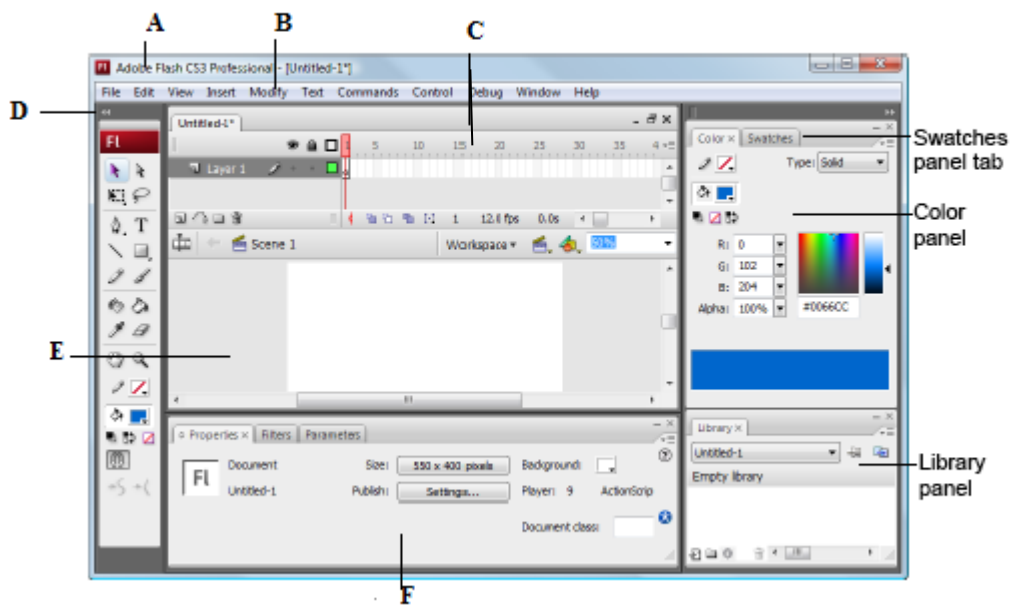 A
B
C
Fl Adobe Flash CS3 Professional - [Untitled-1*]
File Edit View Insert Modify Text Commands Control Debug Window Help
D
Untitled-1*
Fl
1 5 10 15 20 25 30 35 4
Layer 1
1 12.0 fps 0.0s
Scene 1
Workspace
T
E
Color Swatches
Swatches
panel tab
Type: Solid
Color
panel
R: 0
G: 102
B: 204
Alpha: 100% #0066CC
Properties Filters Parameters
Fl
Document
Untitled-1
Size: 550 x 400 pixels
Background:
Publish: Settings...
Player: 9 ActionScrip
Document class:
Library
Untitled-1
Empty library
Library
panel
F